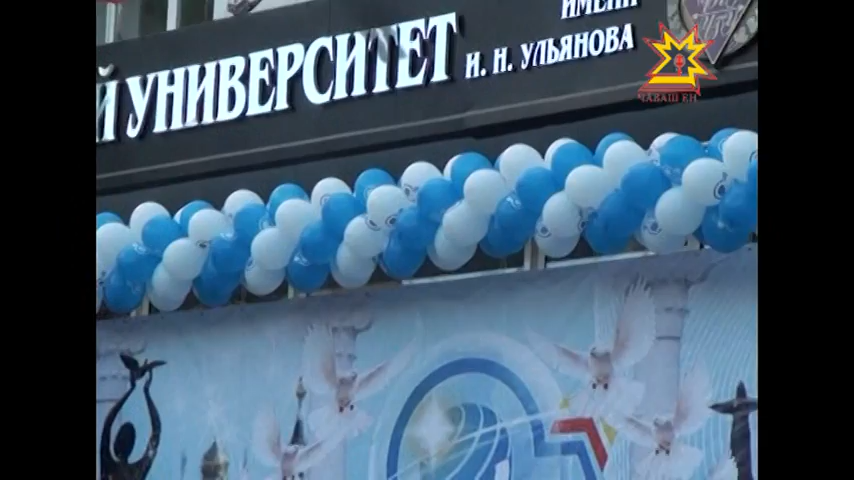 Й УНИВЕРСИТЕТ
ИМЕНИ
И. Н. УЛЬЯНОВА
ЧĂВАШ ЕН